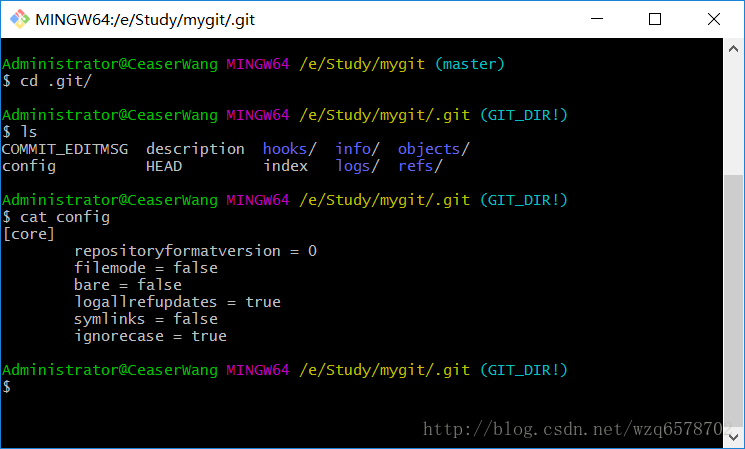 MINGW64:/e/Study/mygit/.git
Administrator@CeaserWang MINGW64 /e/Study/mygit (master)
$ cd .git/
Administrator@CeaserWang MINGW64 /e/Study/mygit/.git (GIT_DIR!)
$ ls
COMMIT_EDITMSG  description  hooks/  info/  objects/
config          HEAD         index   logs/  refs/
Administrator@CeaserWang MINGW64 /e/Study/mygit/.git (GIT_DIR!)
$ cat config
[core]
        repositoryformatversion = 0
        filemode = false
        bare = false
        logallrefupdates = true
        symlinks = false
        ignorecase = true
Administrator@CeaserWang MINGW64 /e/Study/mygit/.git (GIT_DIR!)
$
http://blog.csdn.net/wzq657870